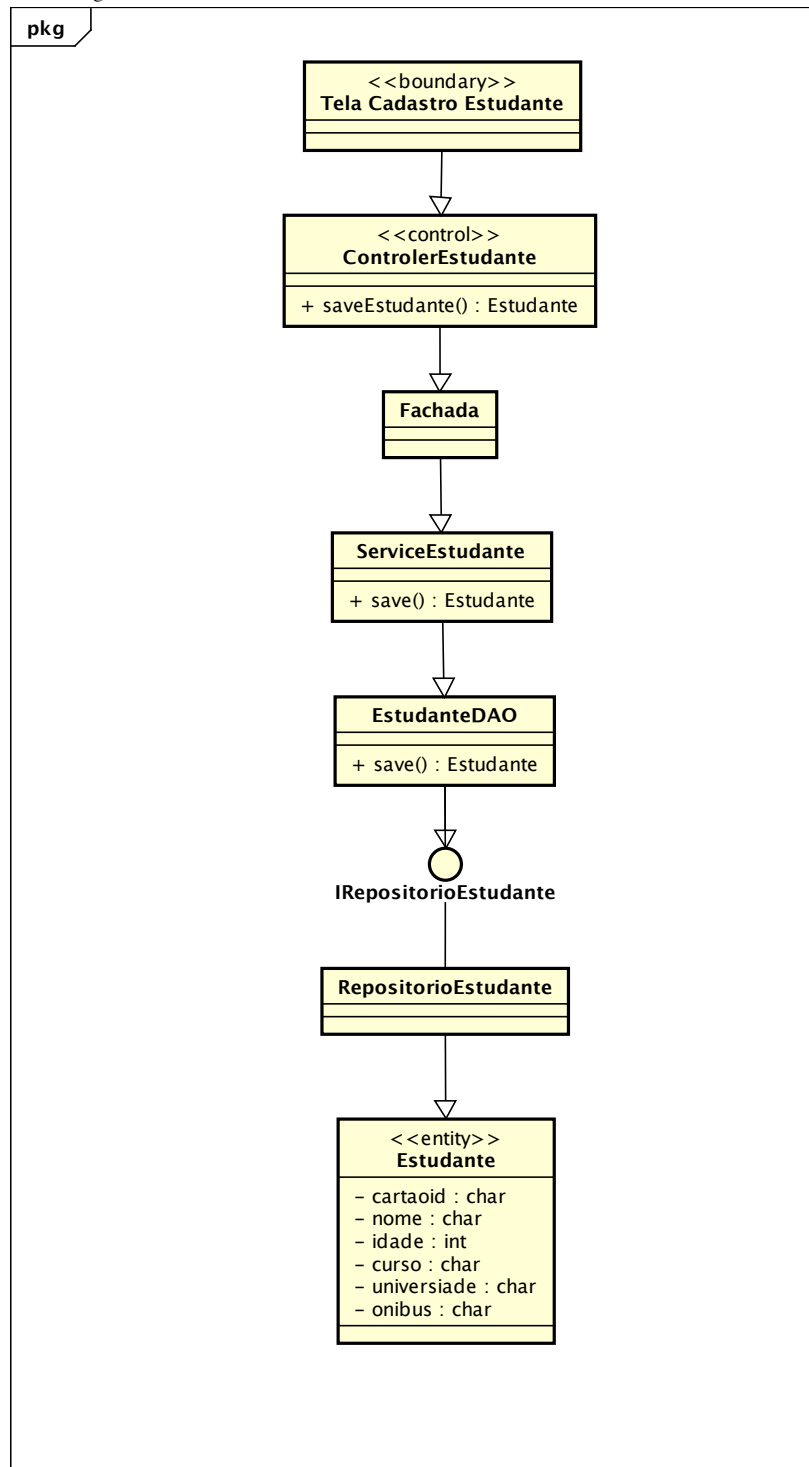 pkg
<<boundary>>
Tela Cadastro Estudante
<<control>>
ControlerEstudante
+ saveEstudante() : Estudante
Fachada
ServiceEstudante
+ save() : Estudante
EstudanteDAO
+ save() : Estudante
IRepositorioEstudante
RepositorioEstudante
<<entity>>
Estudante
– cartaoid : char
– nome : char
– idade : int
– curso : char
– universiade : char
– onibus : char